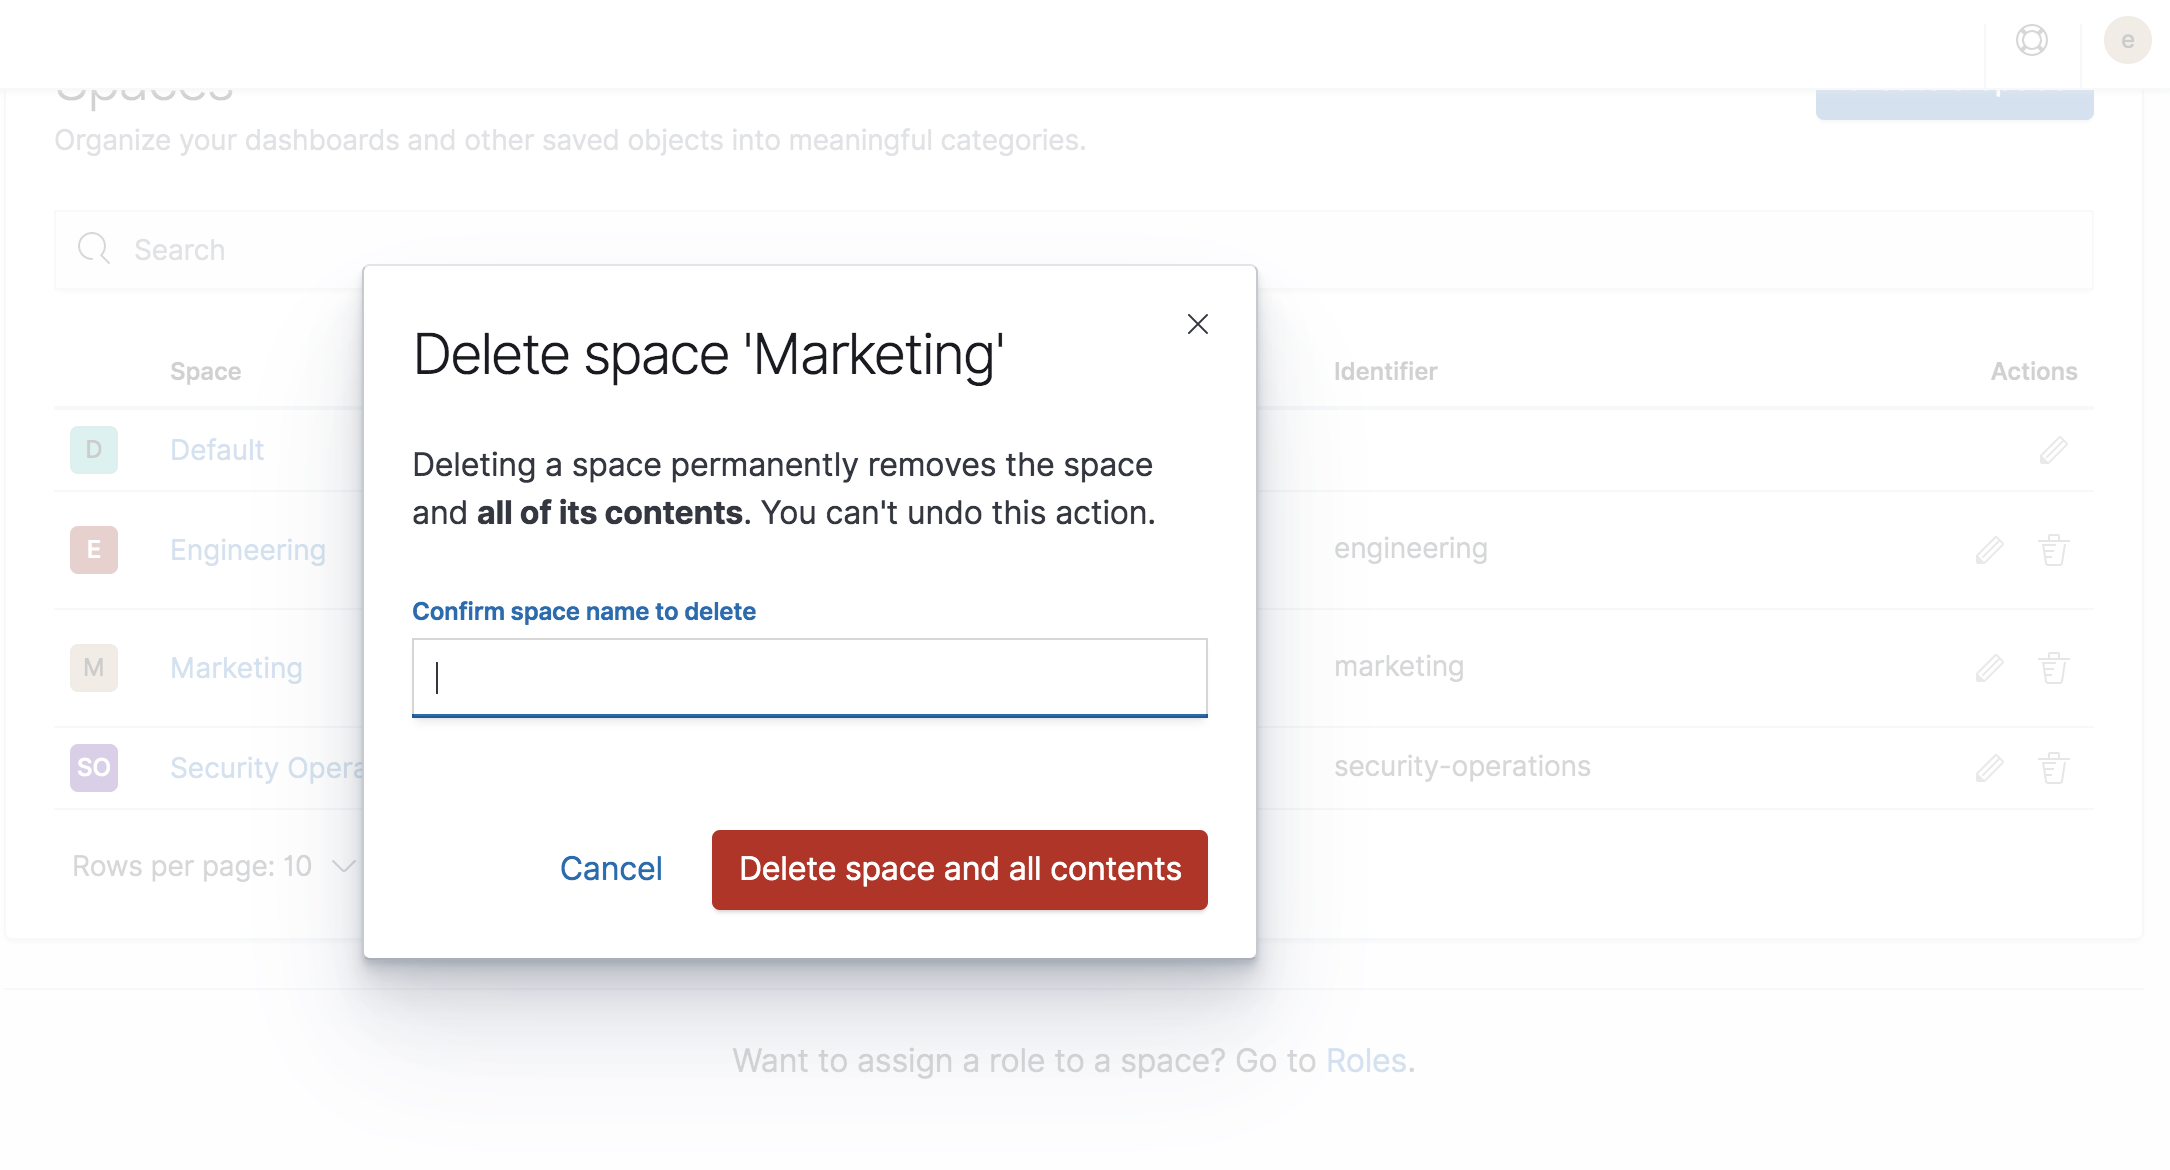 e
Spaces
Organize your dashboards and other saved objects into meaningful categories.
Search
Space Identifier Actions
D Default
E Engineering engineering
M Marketing marketing
SO Security Opera security-operations
Rows per page: 10
Delete space 'Marketing'
Deleting a space permanently removes the space
and all of its contents. You can't undo this action.
Confirm space name to delete
Cancel Delete space and all contents
Want to assign a role to a space? Go to Roles.